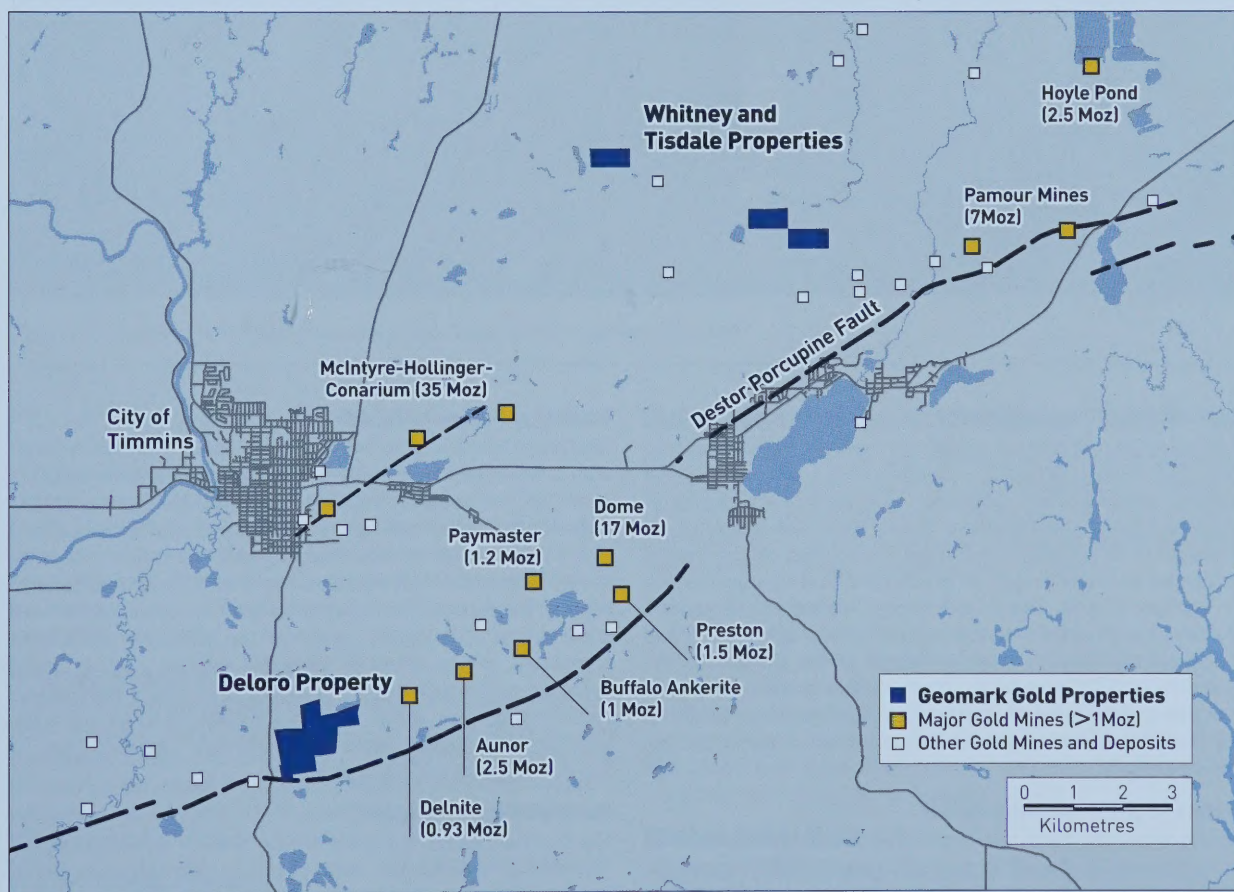 Hoyle Pond
(2.5 Moz)
Whitney and
Tisdale Properties
Pamour Mines
(7Moz)
Destor Porcupine Fault
McIntyre-Hollinger-
Conarium (35 Moz)
City of
Timmins
Dome
(17 Moz)
Paymaster
(1.2 Moz)
Preston
(1.5 Moz)
Deloro Property
Buffalo Ankerite
(1 Moz)
Aunor
(2.5 Moz)
Delnite
(0.93 Moz)
Geomark Gold Properties
Major Gold Mines (>1Moz)
Other Gold Mines and Deposits
0 1 2 3
Kilometres